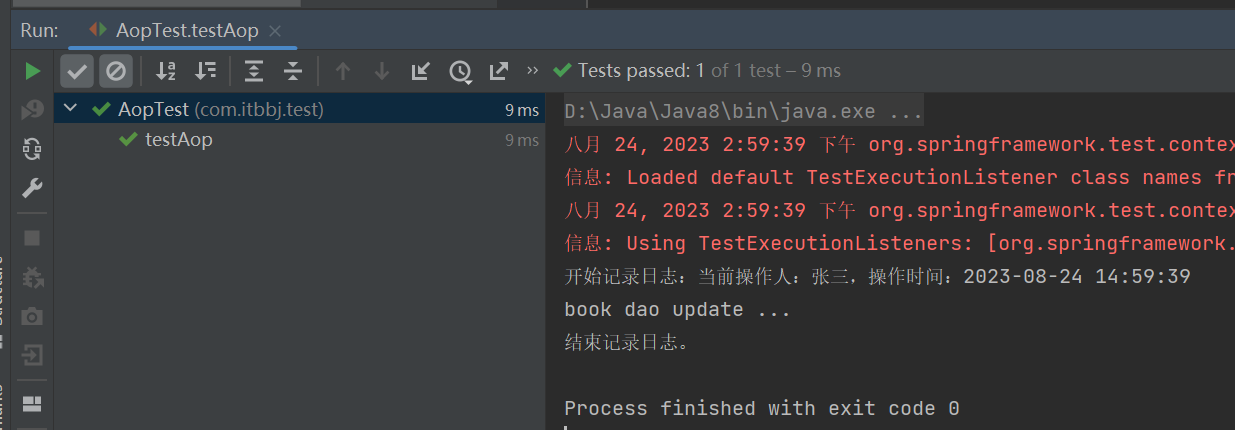 Run: AopTest.testAop
Tests passed: 1 of 1 test – 9 ms
AopTest (com.itbbj.test) 9 ms
testAop 9 ms
D:\Java\Java8\bin\java.exe ...
八月 24, 2023 2:59:39 下午 org.springframework.test.contex
信息: Loaded default TestExecutionListener class names fr
八月 24, 2023 2:59:39 下午 org.springframework.test.contex
信息: Using TestExecutionListeners: [org.springframework.
开始记录日志：当前操作人：张三，操作时间：2023-08-24 14:59:39
book dao update ...
结束记录日志。
Process finished with exit code 0